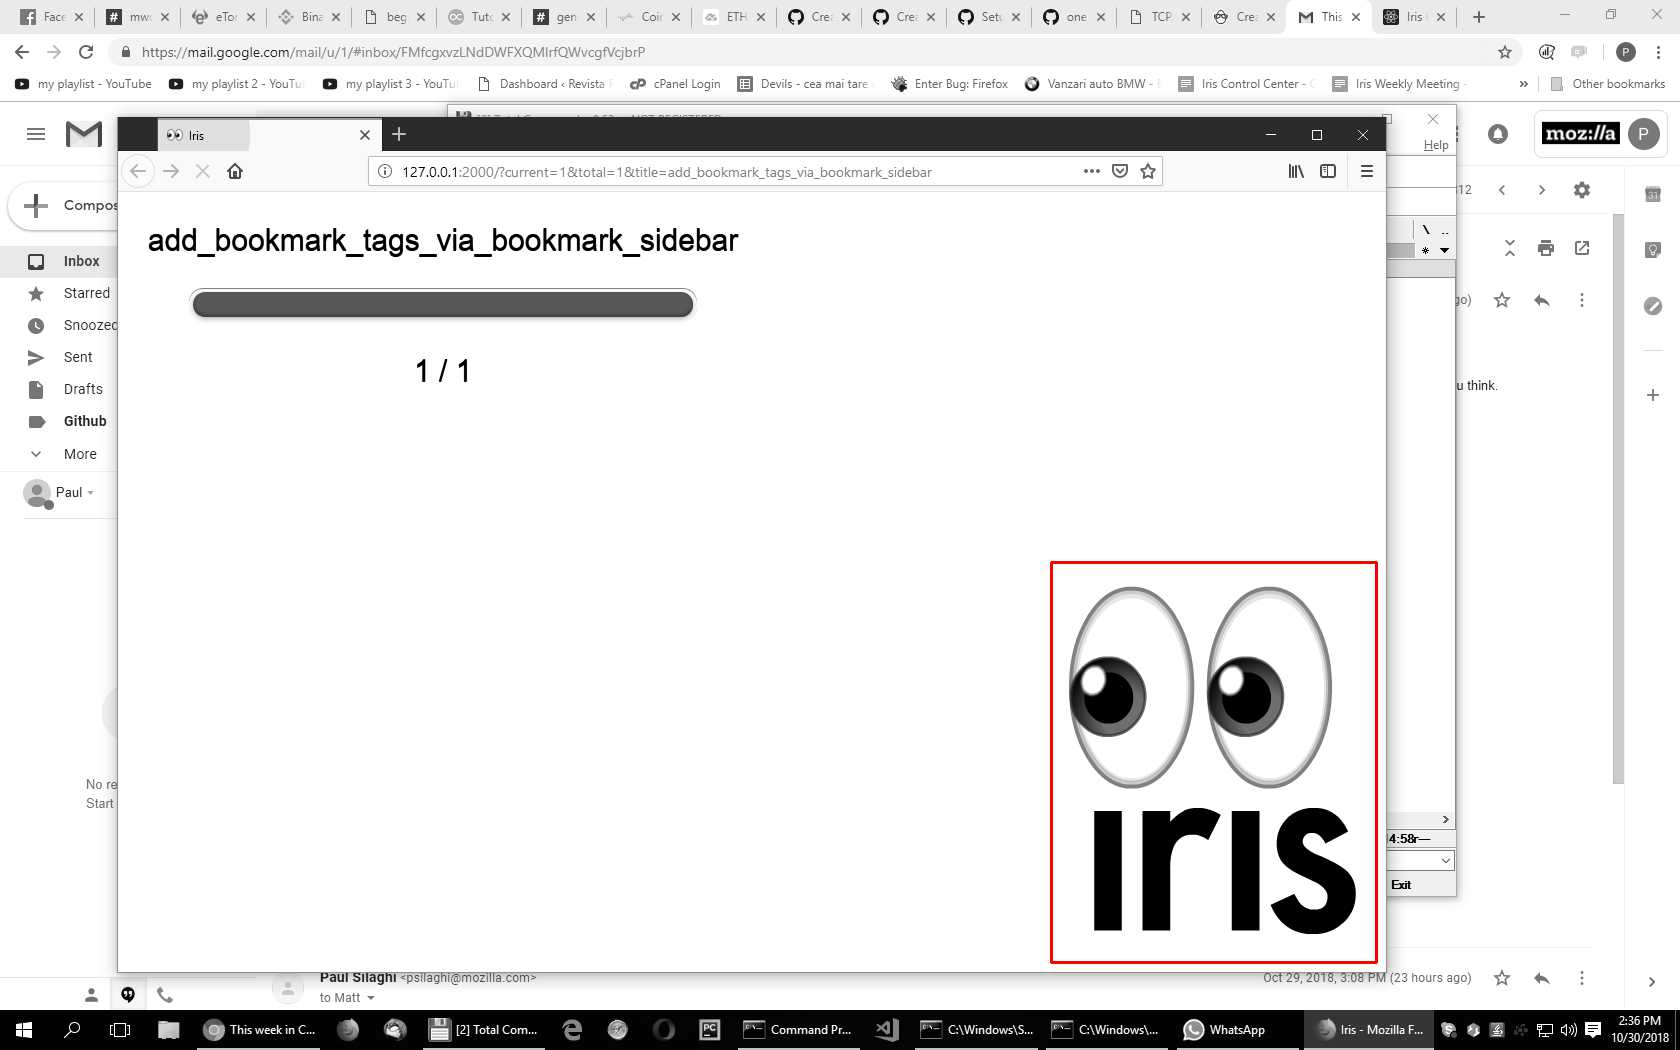 Face
mwc
eTor
Bina
beg
Tuto
gen
Coin
ETH
Crea
Crea
Setu
one
TCP
Crea
This
Iris
https://mail.google.com/mail/u/1/#inbox/FMfcgxvzLNdDWFXQMlrfQWvcgfVcjbrP
P
my playlist - YouTube
my playlist 2 - YouTu
my playlist 3 - YouTu
Dashboard ‹ Revista
cPanel Login
Devils - cea mai tare
Enter Bug: Firefox
Vanzari auto BMW -
Iris Control Center -
Iris Weekly Meeting
»
Other bookmarks
Iris
Help
moz://a
P
127.0.0.1:2000/?current=1&total=1&title=add_bookmark_tags_via_bookmark_sidebar
Compos
12
31
add_bookmark_tags_via_bookmark_sidebar
\ ..
*
Inbox
Starred
go)
Snoozed
Sent
1 / 1
u think.
Drafts
Github
More
Paul
No re
Start
iris
4:58r—
Exit
Paul Silaghi <psilaghi@mozilla.com>
Oct 29, 2018, 3:08 PM (23 hours ago)
to Matt
This week in C...
[2] Total Com...
PC
Command Pr...
C:\Windows\S...
C:\Windows\...
WhatsApp
Iris - Mozilla F...
2:36 PM
10/30/2018